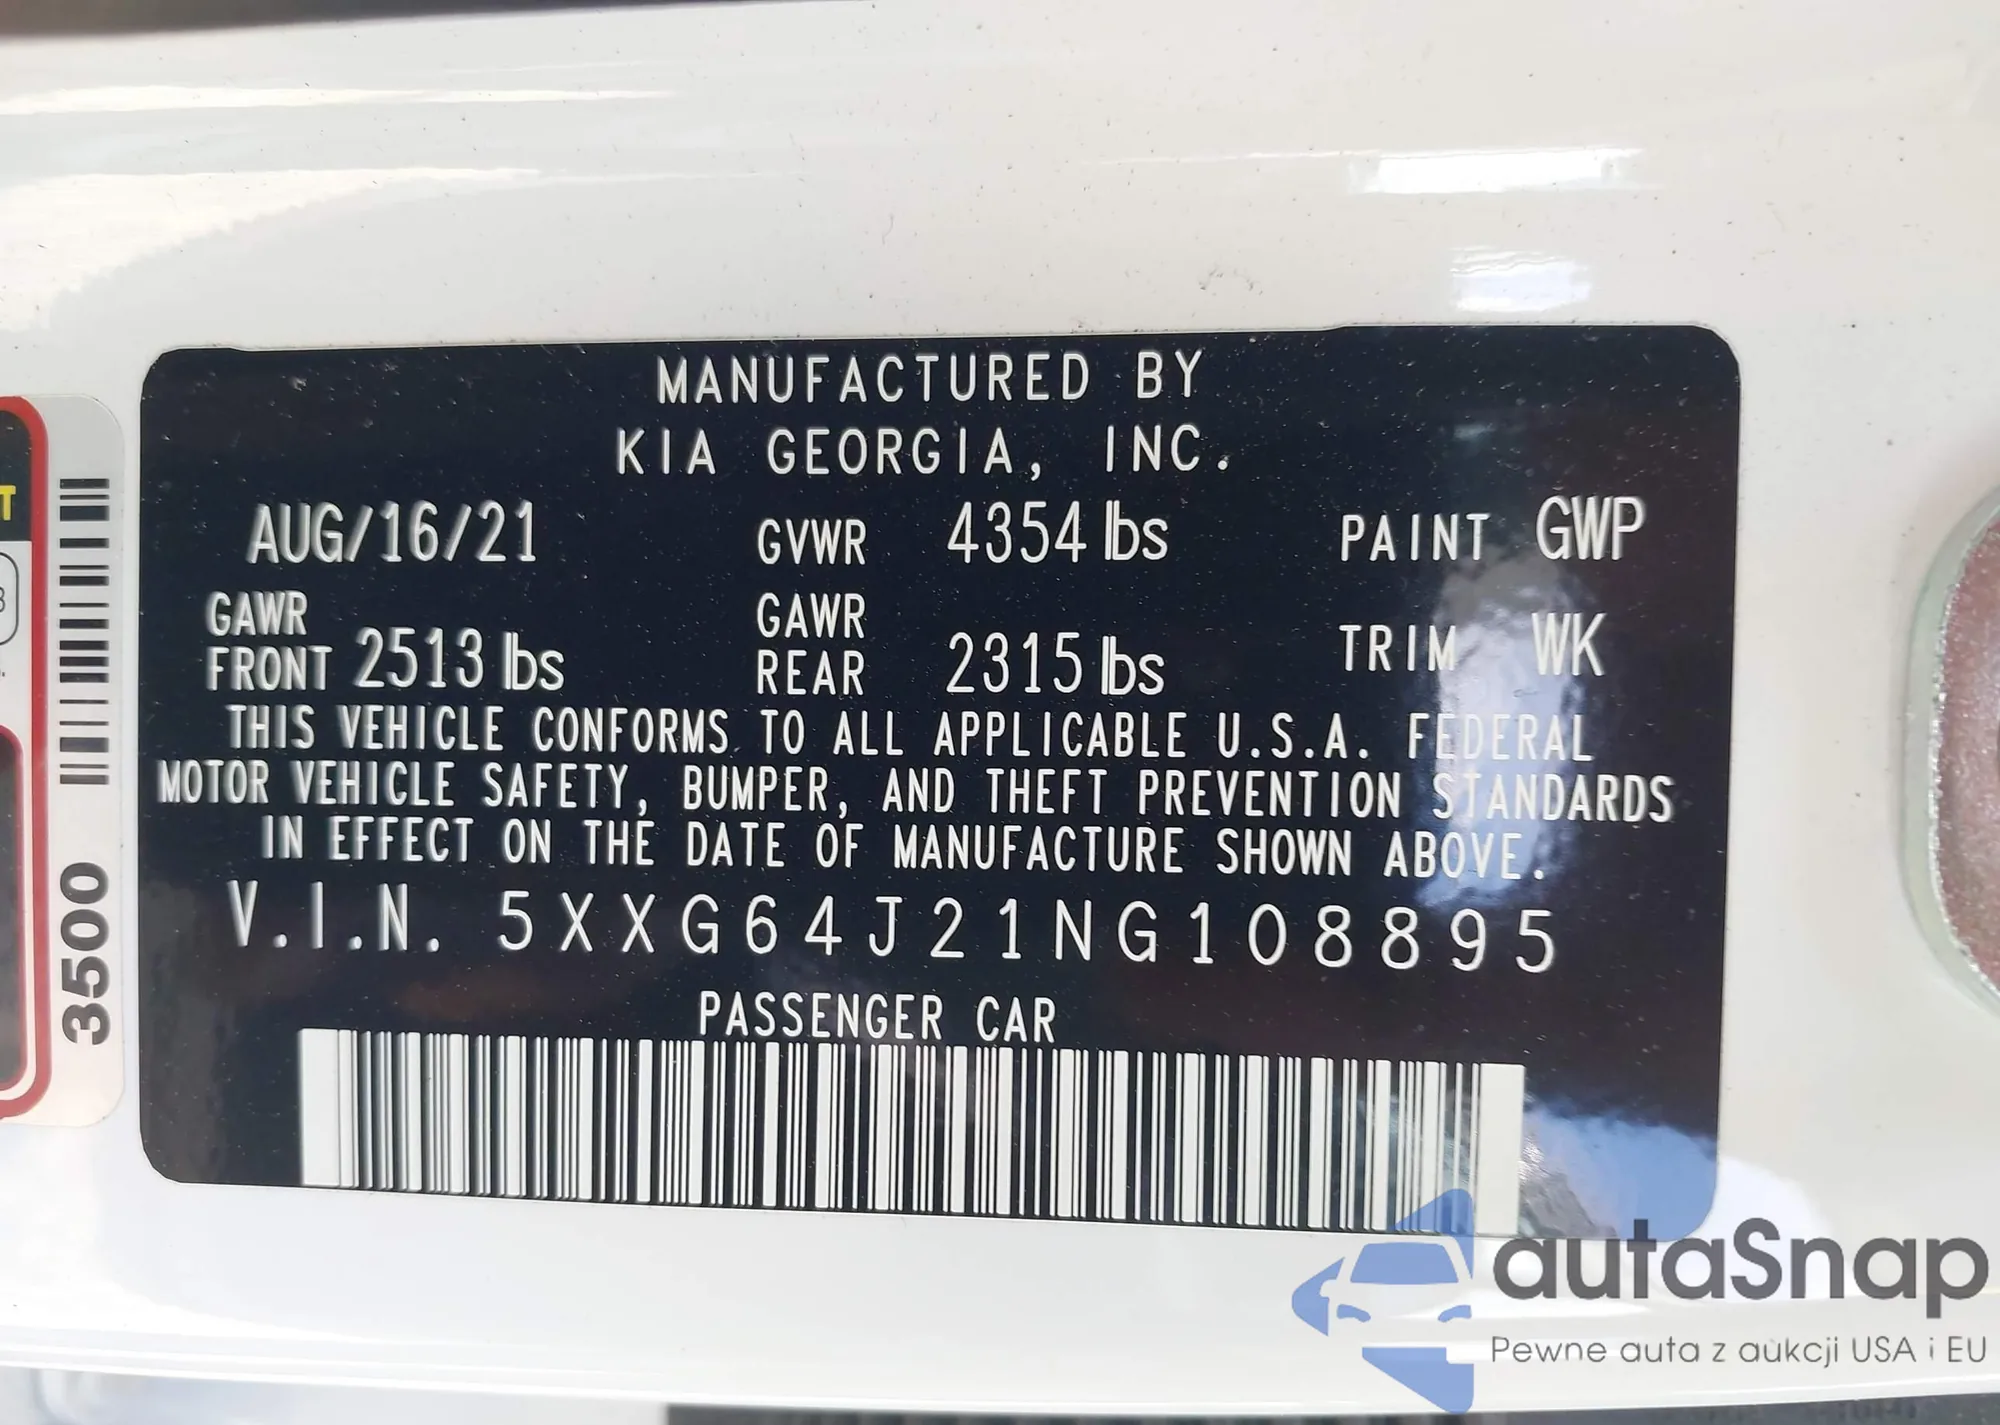 MANUFACTURED BY
KIA GEORGIA, INC.
AUG/16/21 GVWR 4354 lbs PAINT GWP
GAWR FRONT 2513 lbs GAWR REAR 2315 lbs TRIM WK
THIS VEHICLE CONFORMS TO ALL APPLICABLE U.S.A. FEDERAL
MOTOR VEHICLE SAFETY, BUMPER, AND THEFT PREVENTION STANDARDS
IN EFFECT ON THE DATE OF MANUFACTURE SHOWN ABOVE.
V.I.N. 5XXG64J21NG108895
PASSENGER CAR
3500
autaSnap
Pewne auta z aukcji USA i EU